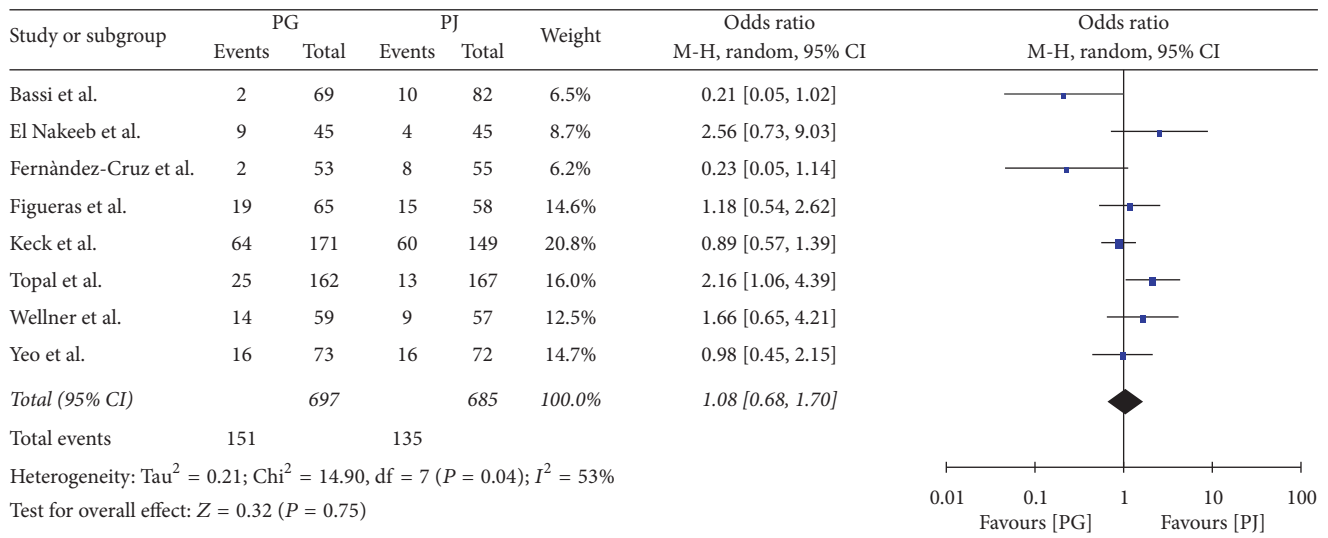 Study or subgroup PG PJ Weight Odds ratio Odds ratio
Events Total Events Total M-H, random, 95% CI M-H, random, 95% CI
Bassi et al. 2 69 10 82 6.5% 0.21 [0.05, 1.02]
El Nakeeb et al. 9 45 4 45 8.7% 2.56 [0.73, 9.03]
Fernàndez-Cruz et al. 2 53 8 55 6.2% 0.23 [0.05, 1.14]
Figueras et al. 19 65 15 58 14.6% 1.18 [0.54, 2.62]
Keck et al. 64 171 60 149 20.8% 0.89 [0.57, 1.39]
Topal et al. 25 162 13 167 16.0% 2.16 [1.06, 4.39]
Wellner et al. 14 59 9 57 12.5% 1.66 [0.65, 4.21]
Yeo et al. 16 73 16 72 14.7% 0.98 [0.45, 2.15]
Total (95% CI) 697 685 100.0% 1.08 [0.68, 1.70]
Total events 151 135
Heterogeneity: Tau² = 0.21; Chi² = 14.90, df = 7 (P = 0.04); I² = 53%
Test for overall effect: Z = 0.32 (P = 0.75)
0.01 0.1 1 10 100
Favours [PG] Favours [PJ]